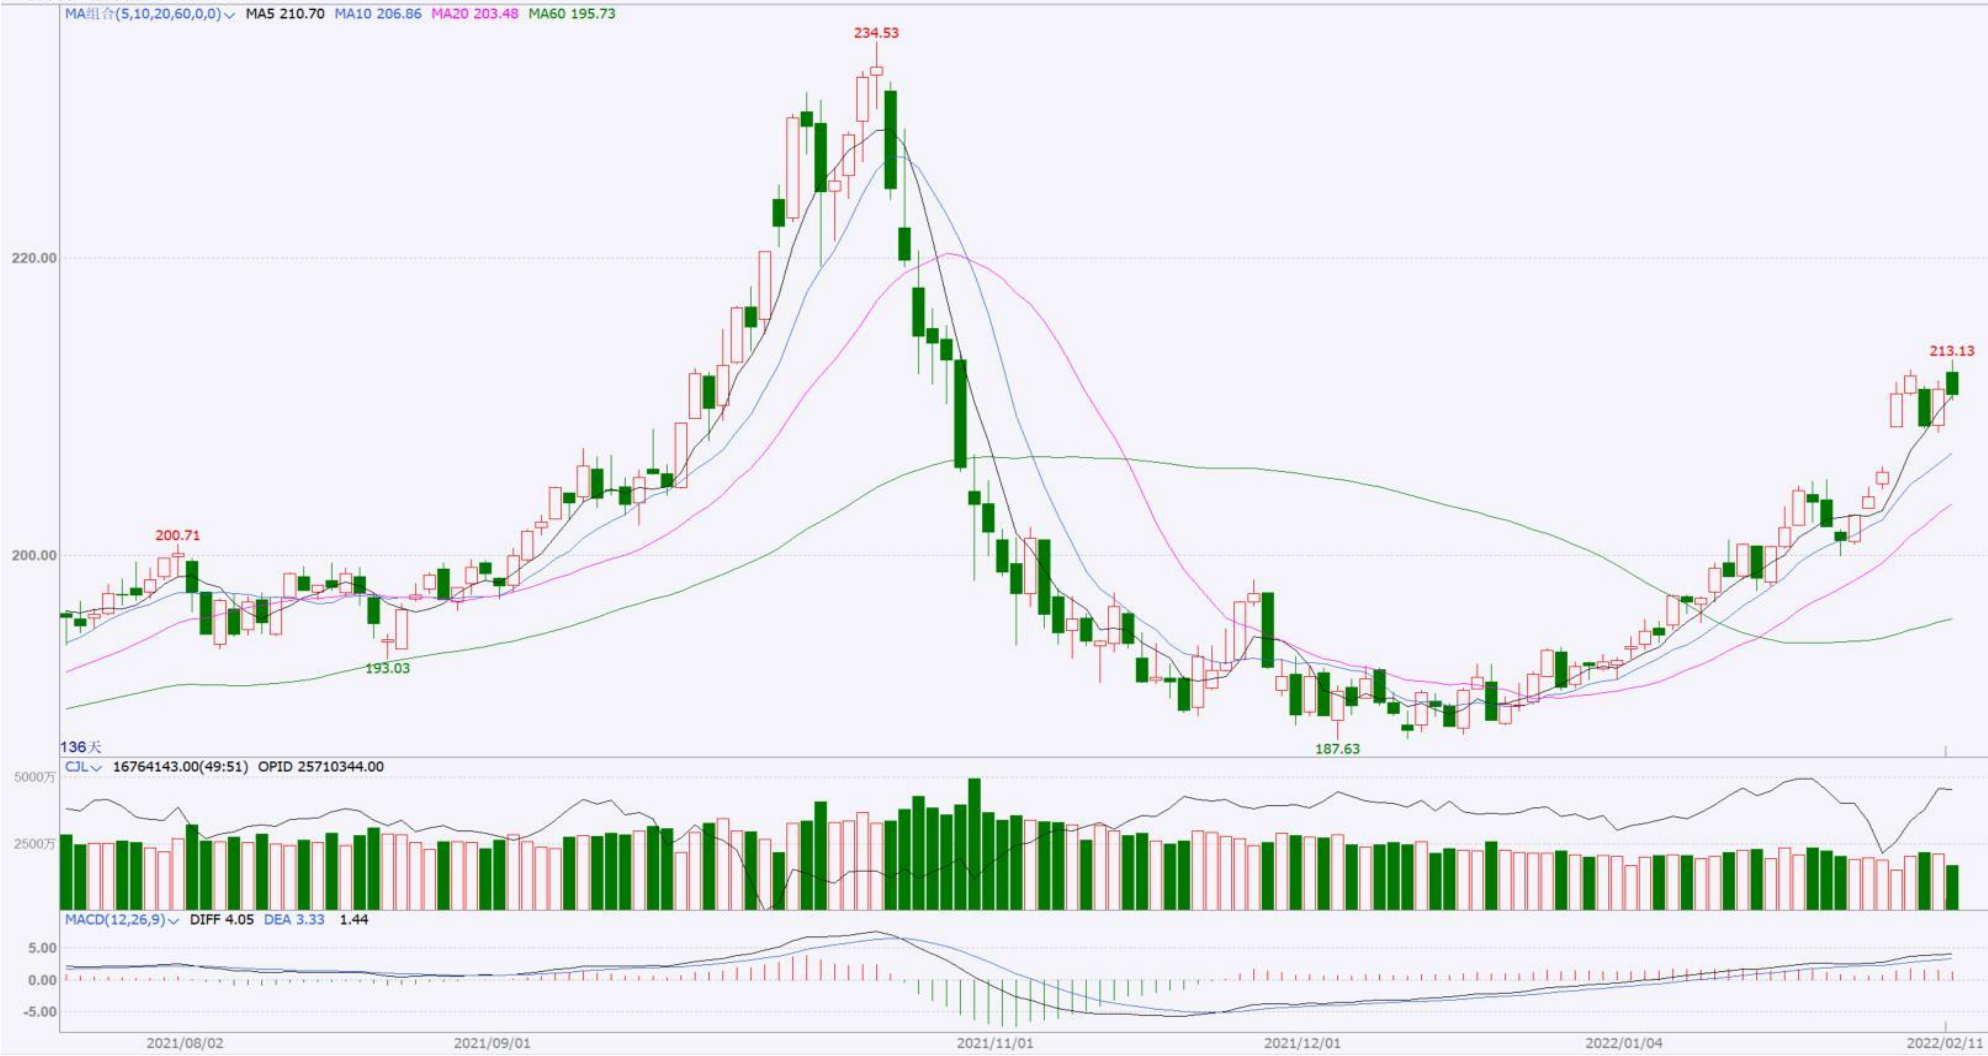 MA组合(5,10,20,60,0,0) MA5 210.70 MA10 206.86 MA20 203.48 MA60 195.73
234.53
220.00
213.13
200.71
200.00
193.03
187.63
136天
CJL 16764143.00(49:51) OPID 25710344.00
5000万
2500万
MACD(12,26,9) DIFF 4.05 DEA 3.33 1.44
5.00
0.00
-5.00
2021/08/02 2021/09/01 2021/11/01 2021/12/01 2022/01/04 2022/02/11